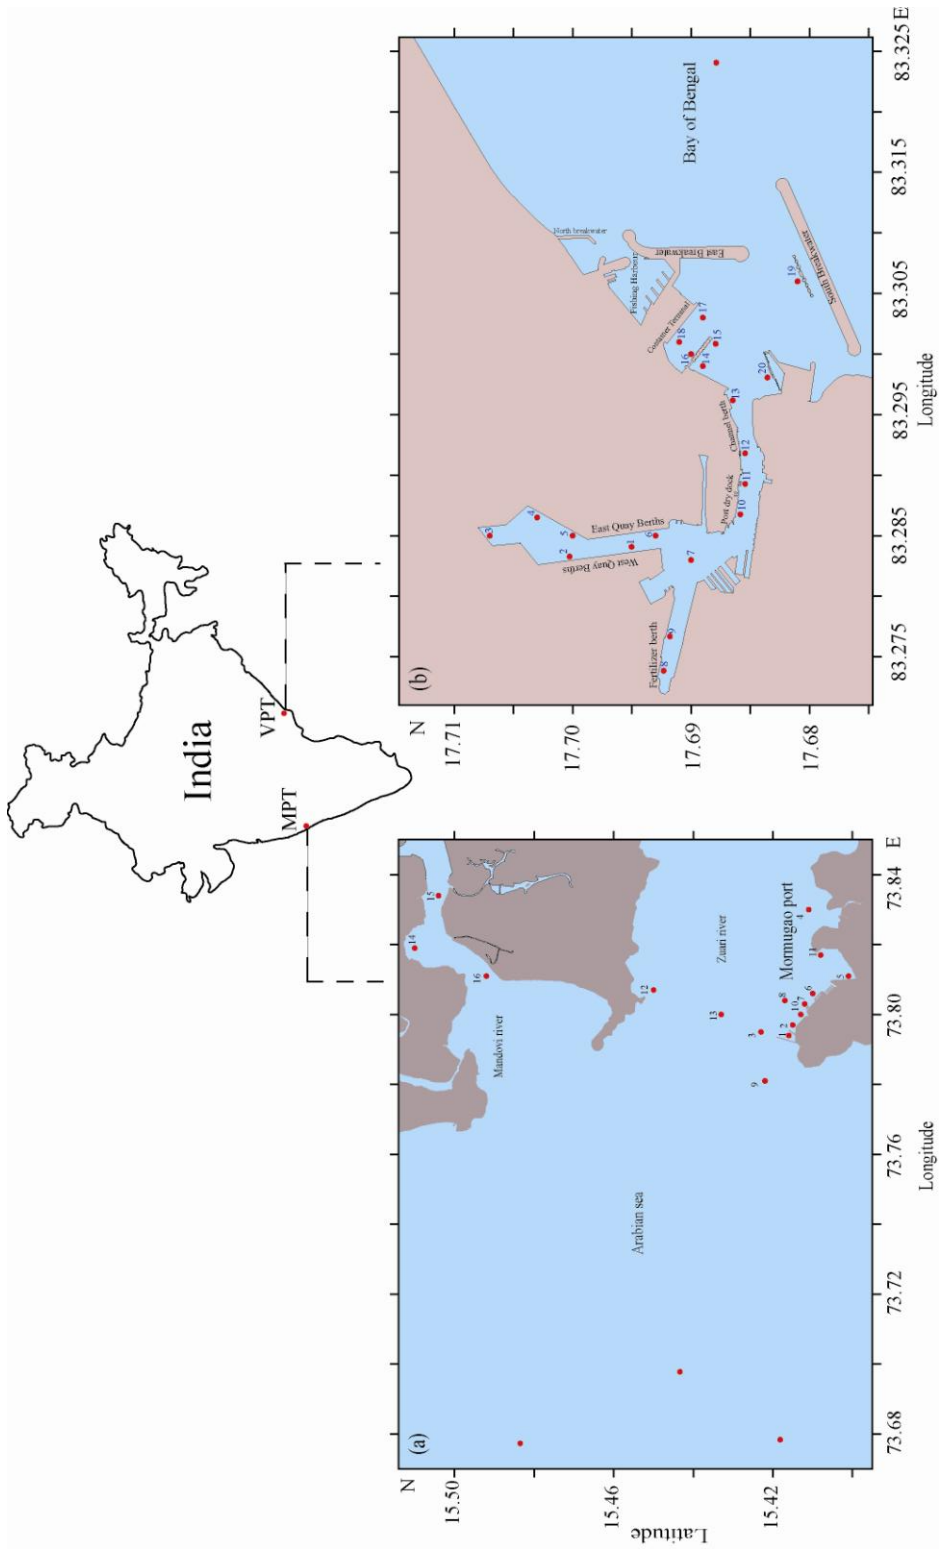 India
MPT
VPT
(a)
N
15.50
15.46
15.42
Latitude
73.68
73.72
73.76
73.80
73.84
E
Longitude
Arabian sea
Mandovi river
Zuari river
Mormugao port
14
15
16
12
13
3
9
1
2
10
7
8
6
5
11
4
(b)
N
17.71
17.70
17.69
17.68
83.275
83.285
83.295
83.305
83.315
83.325
E
Longitude
Bay of Bengal
North breakwater
Fishing Harbour
East Breakwater
South Breakwater
Container Terminal
Channel berth
Port dry dock
East Quay Berths
West Quay Berths
Fertilizer berth
3
4
5
2
1
6
7
8
9
10
11
12
13
14
15
16
17
18
19
20